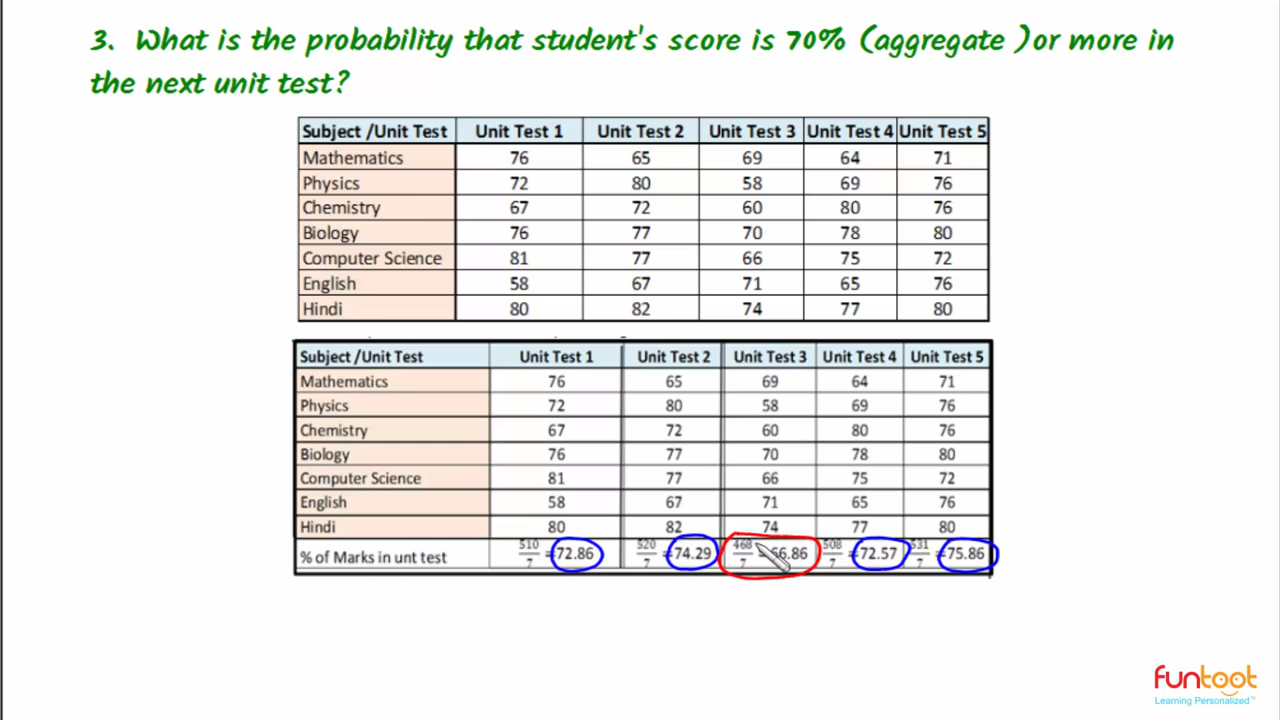 3. What is the probability that student's score is 70% (aggregate )or more in
the next unit test?
Subject /Unit Test Unit Test 1 Unit Test 2 Unit Test 3 Unit Test 4 Unit Test 5
Mathematics 76 65 69 64 71
Physics 72 80 58 69 76
Chemistry 67 72 60 80 76
Biology 76 77 70 78 80
Computer Science 81 77 66 75 72
English 58 67 71 65 76
Hindi 80 82 74 77 80
Subject /Unit Test Unit Test 1 Unit Test 2 Unit Test 3 Unit Test 4 Unit Test 5
Mathematics 76 65 69 64 71
Physics 72 80 58 69 76
Chemistry 67 72 60 80 76
Biology 76 77 70 78 80
Computer Science 81 77 66 75 72
English 58 67 71 65 76
Hindi 80 82 74 77 80
% of Marks in unt test 510/7 =72.86 520/7 =74.29 468/7 =66.86 508/7 =72.57 531/7 =75.86
funtoot
Learning Personalized™